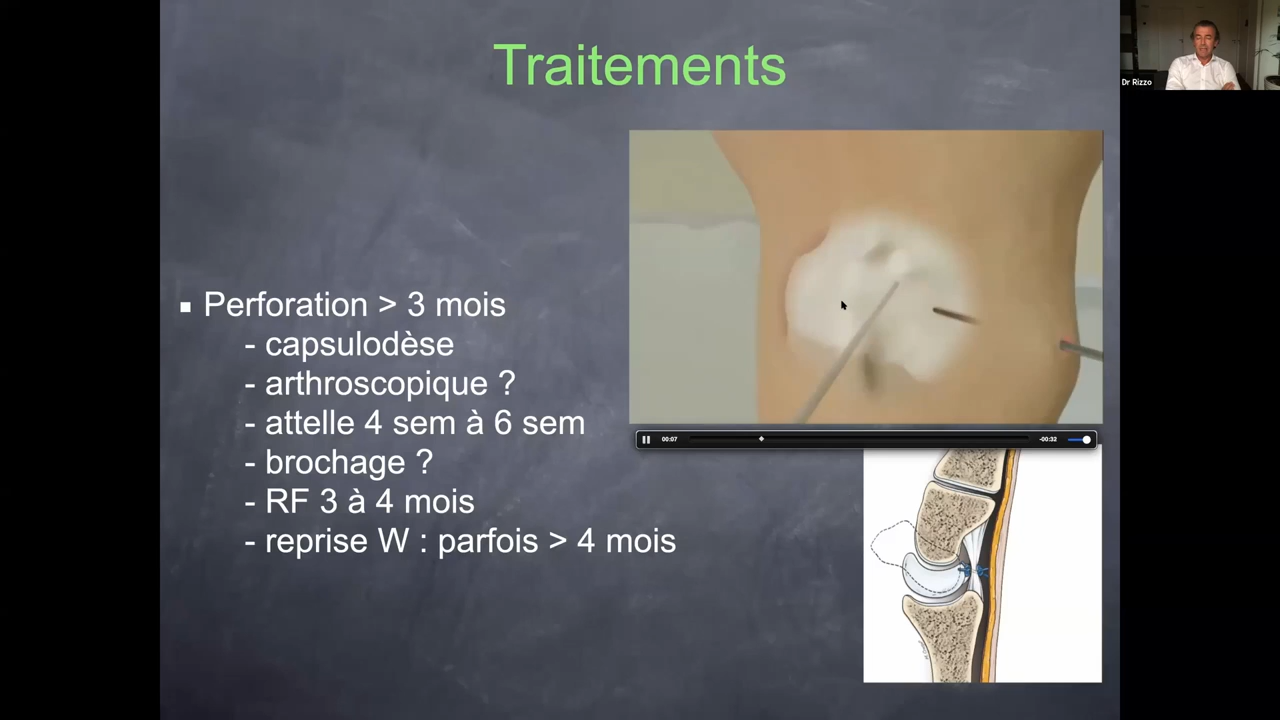 Traitements
Dr Rizzo
Perforation > 3 mois
- capsulodèse
- arthroscopique ?
- attelle 4 sem à 6 sem
- brochage ?
- RF 3 à 4 mois
- reprise W : parfois > 4 mois
00:07
-00:32